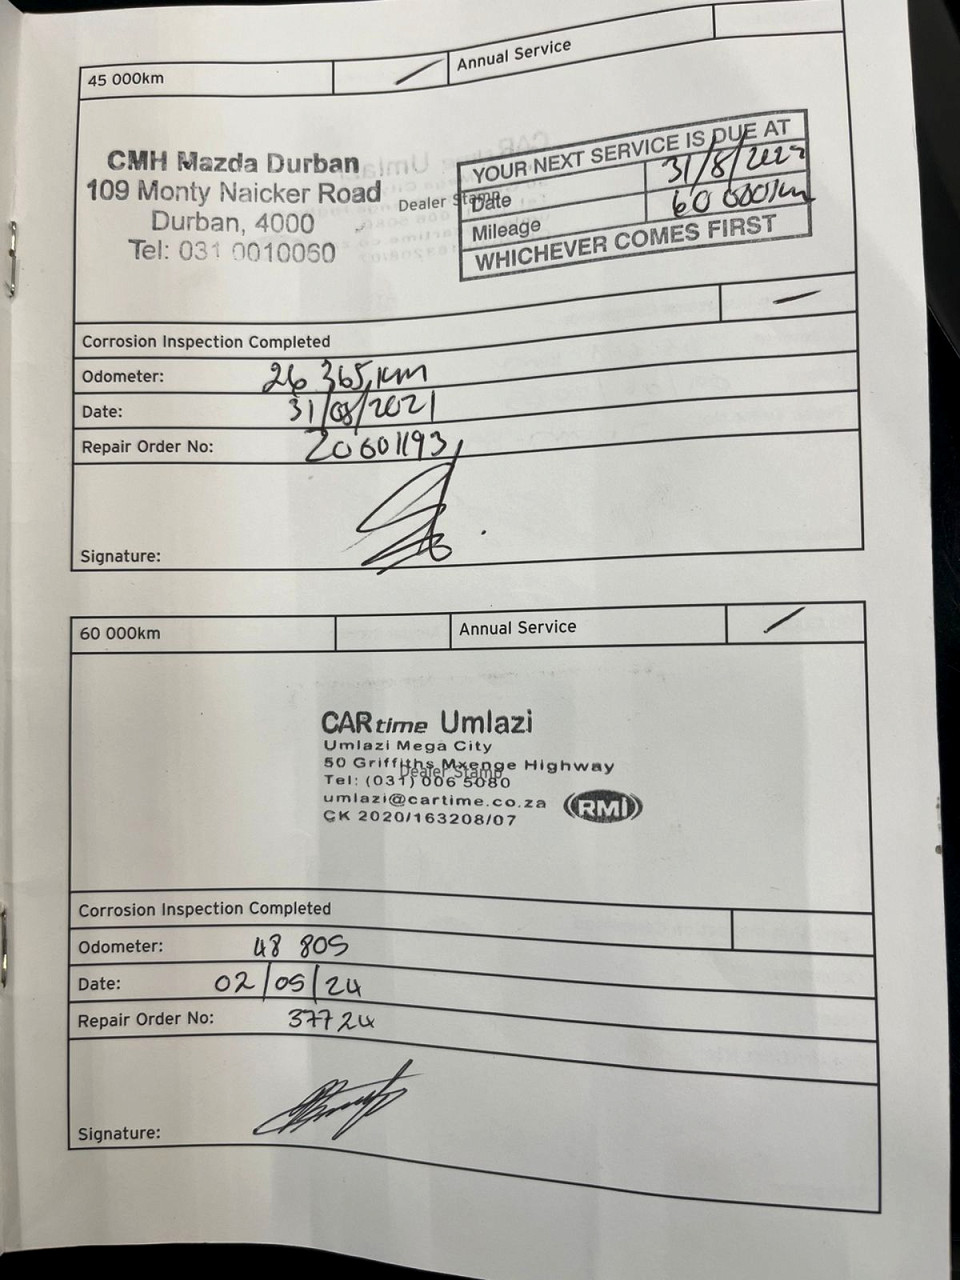 45 000km
Annual Service
CMH Mazda Durban
109 Monty Naicker Road
Durban, 4000
Tel: 031 0010060
Dealer Stamp
YOUR NEXT SERVICE IS DUE AT
Date 31/8/2022
Mileage 60 000km
WHICHEVER COMES FIRST
Corrosion Inspection Completed
Odometer: 26 365 km
Date: 31/08/2021
Repair Order No: 20601193
Signature:
60 000km
Annual Service
CARtime Umlazi
Umlazi Mega City
50 Griffiths Mxenge Highway
Dealer Stamp
Tel: (031) 006 5080
umlazi@cartime.co.za
RMI
CK 2020/163208/07
Corrosion Inspection Completed
Odometer: 48 805
Date: 02/05/24
Repair Order No: 37724
Signature: